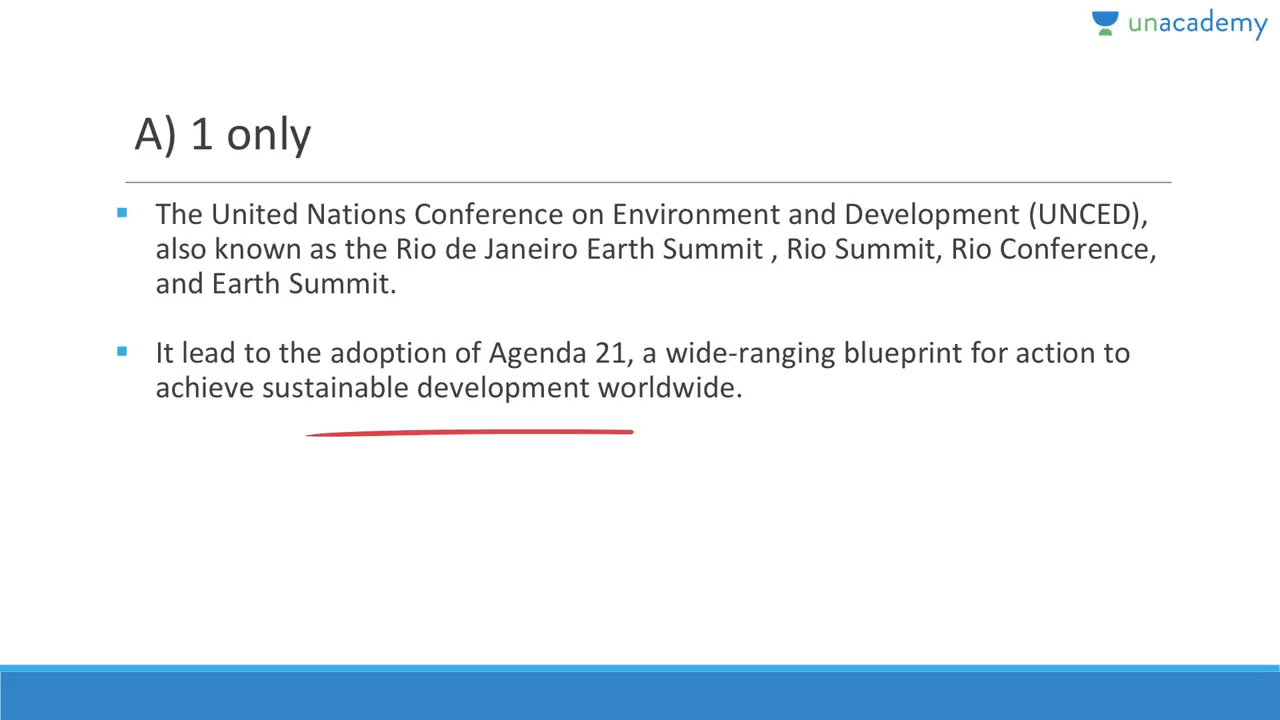 unacademy
A) 1 only
▪ The United Nations Conference on Environment and Development (UNCED),
also known as the Rio de Janeiro Earth Summit , Rio Summit, Rio Conference,
and Earth Summit.
▪ It lead to the adoption of Agenda 21, a wide-ranging blueprint for action to
achieve sustainable development worldwide.